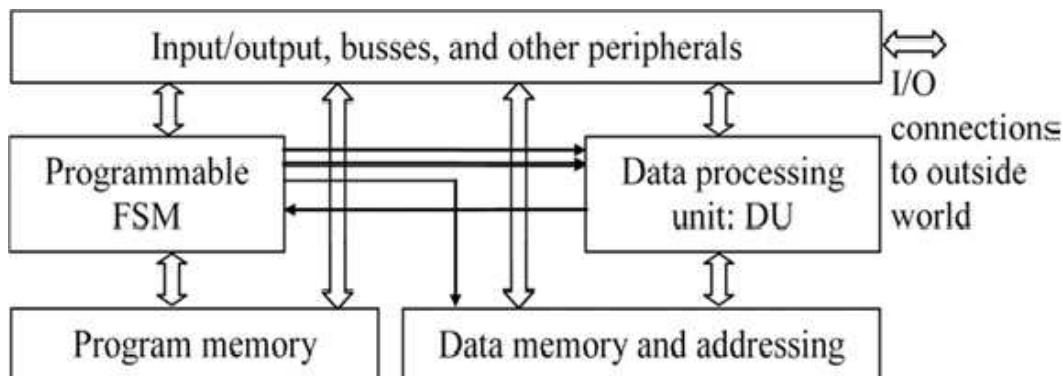 Input/output, busses, and other peripherals
I/O
connections
to outside
world
Programmable
FSM
Data processing
unit: DU
Program memory
Data memory and addressing